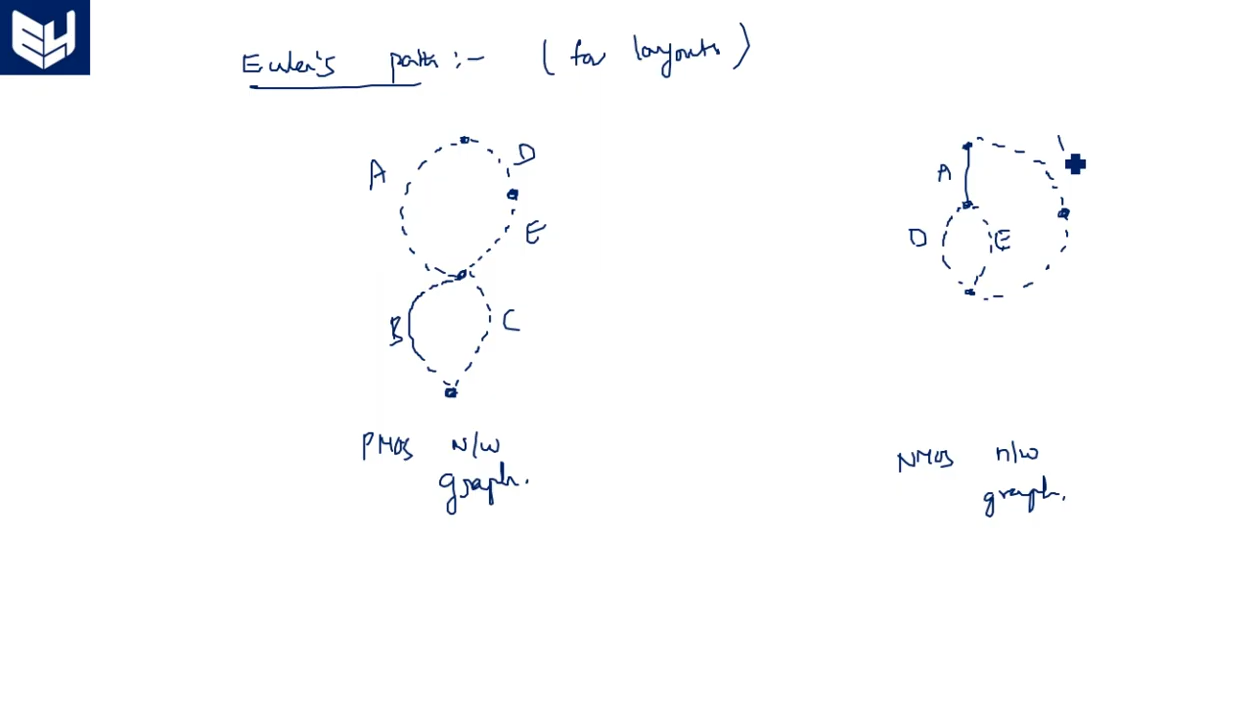 Euler's path :- (for layouts)
A
D
E
B
C
PMOS N/W
graph.
A
D
E
NMOS n/w
graph.